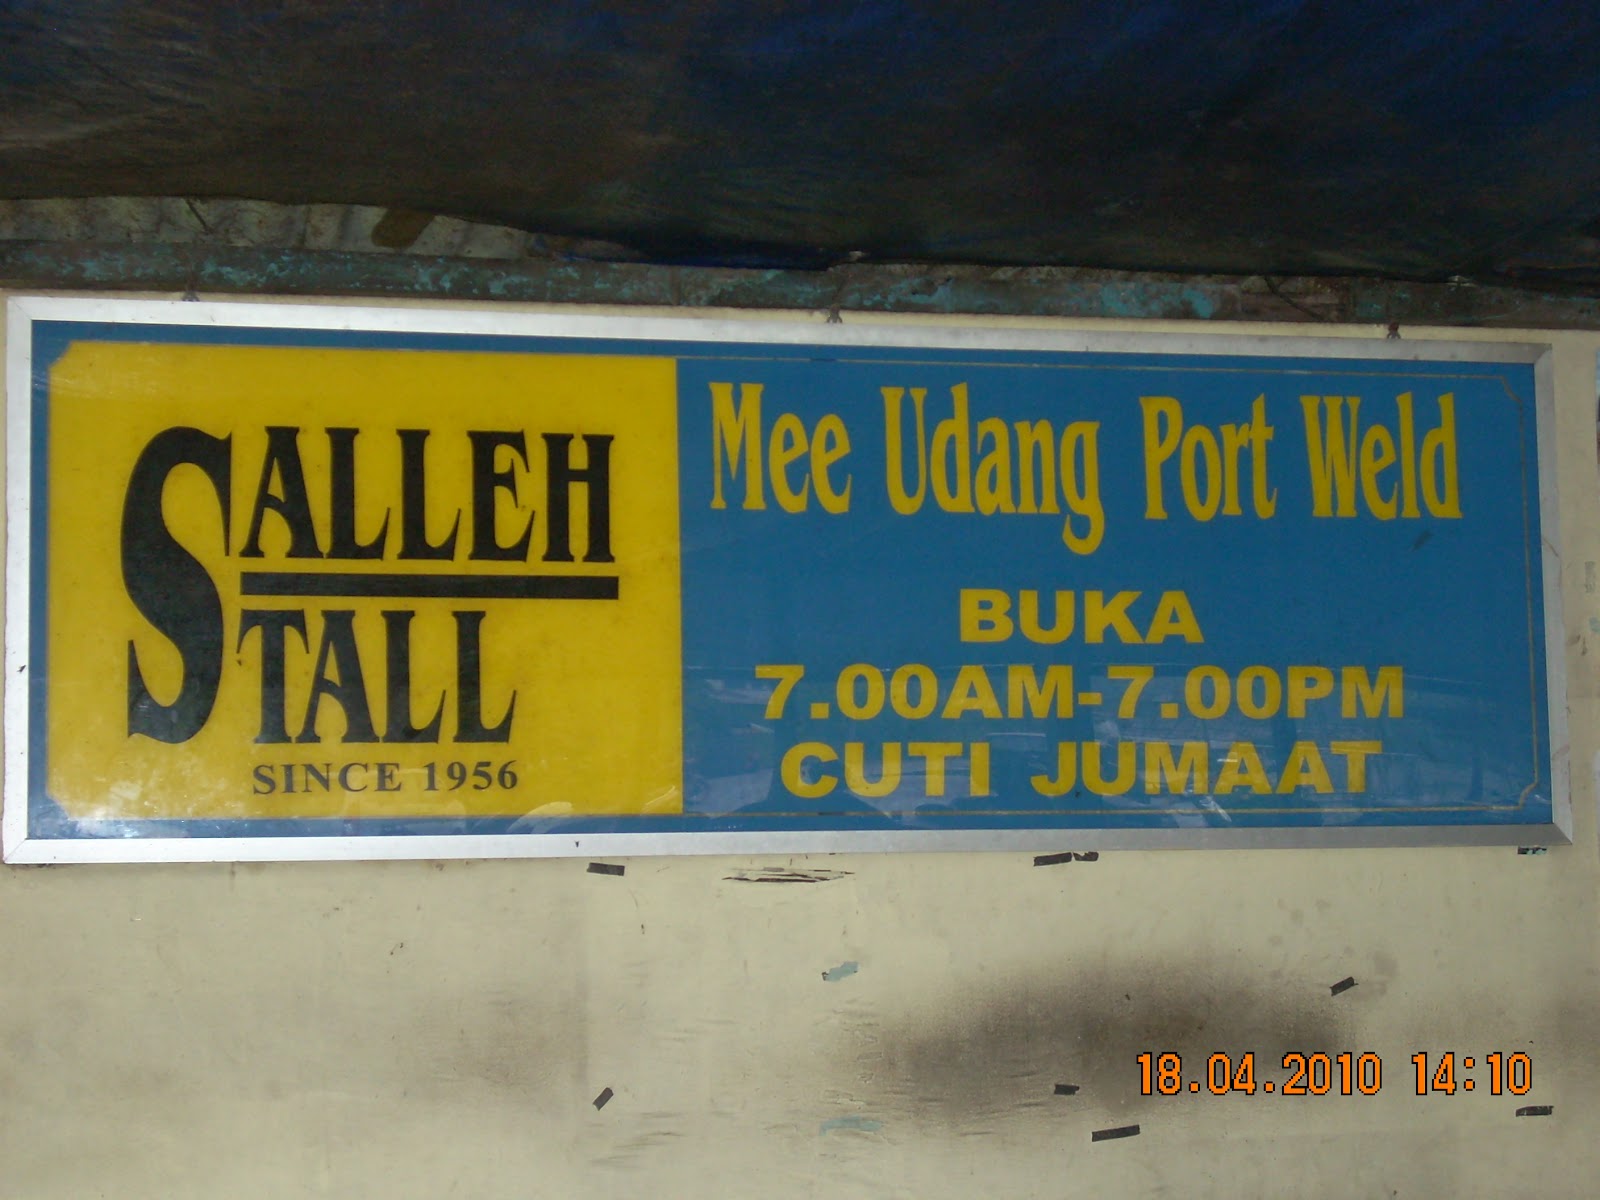 SALLEH
STALL
SINCE 1956
Mee Udang Port Weld
BUKA
7.00AM-7.00PM
CUTI JUMAAT
18.04.2010 14:10